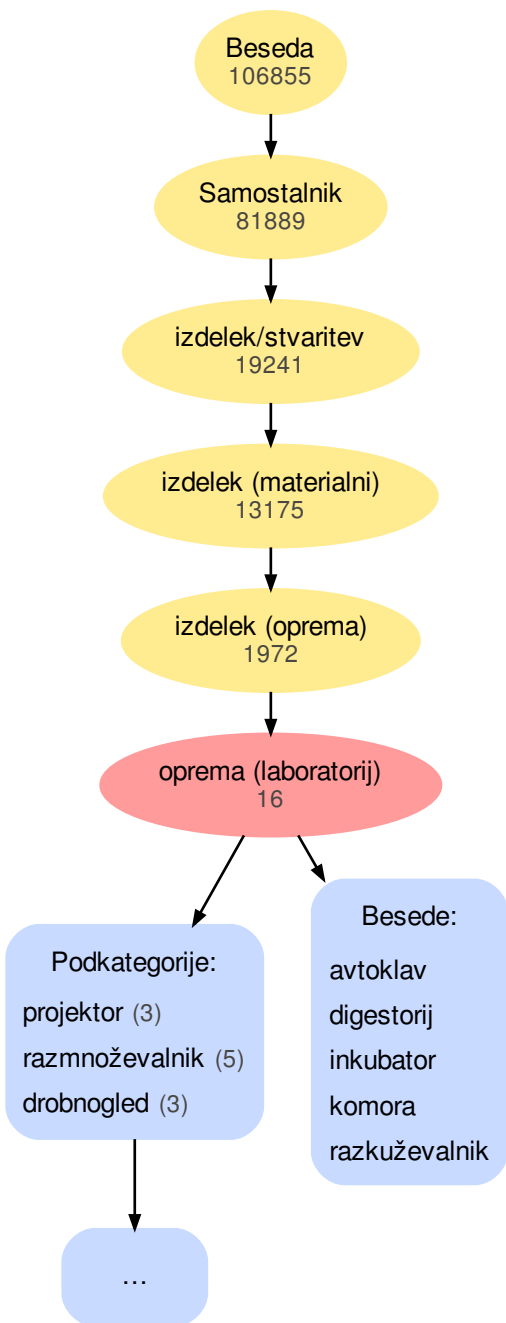 Beseda
106855
Samostalnik
81889
izdelek/stvaritev
19241
izdelek (materialni)
13175
izdelek (oprema)
1972
oprema (laboratorij)
16
Podkategorije:
projektor (3)
razmnoževalnik (5)
drobnogled (3)
...
Besede:
avtoklav
digestorij
inkubator
komora
razkuževalnik